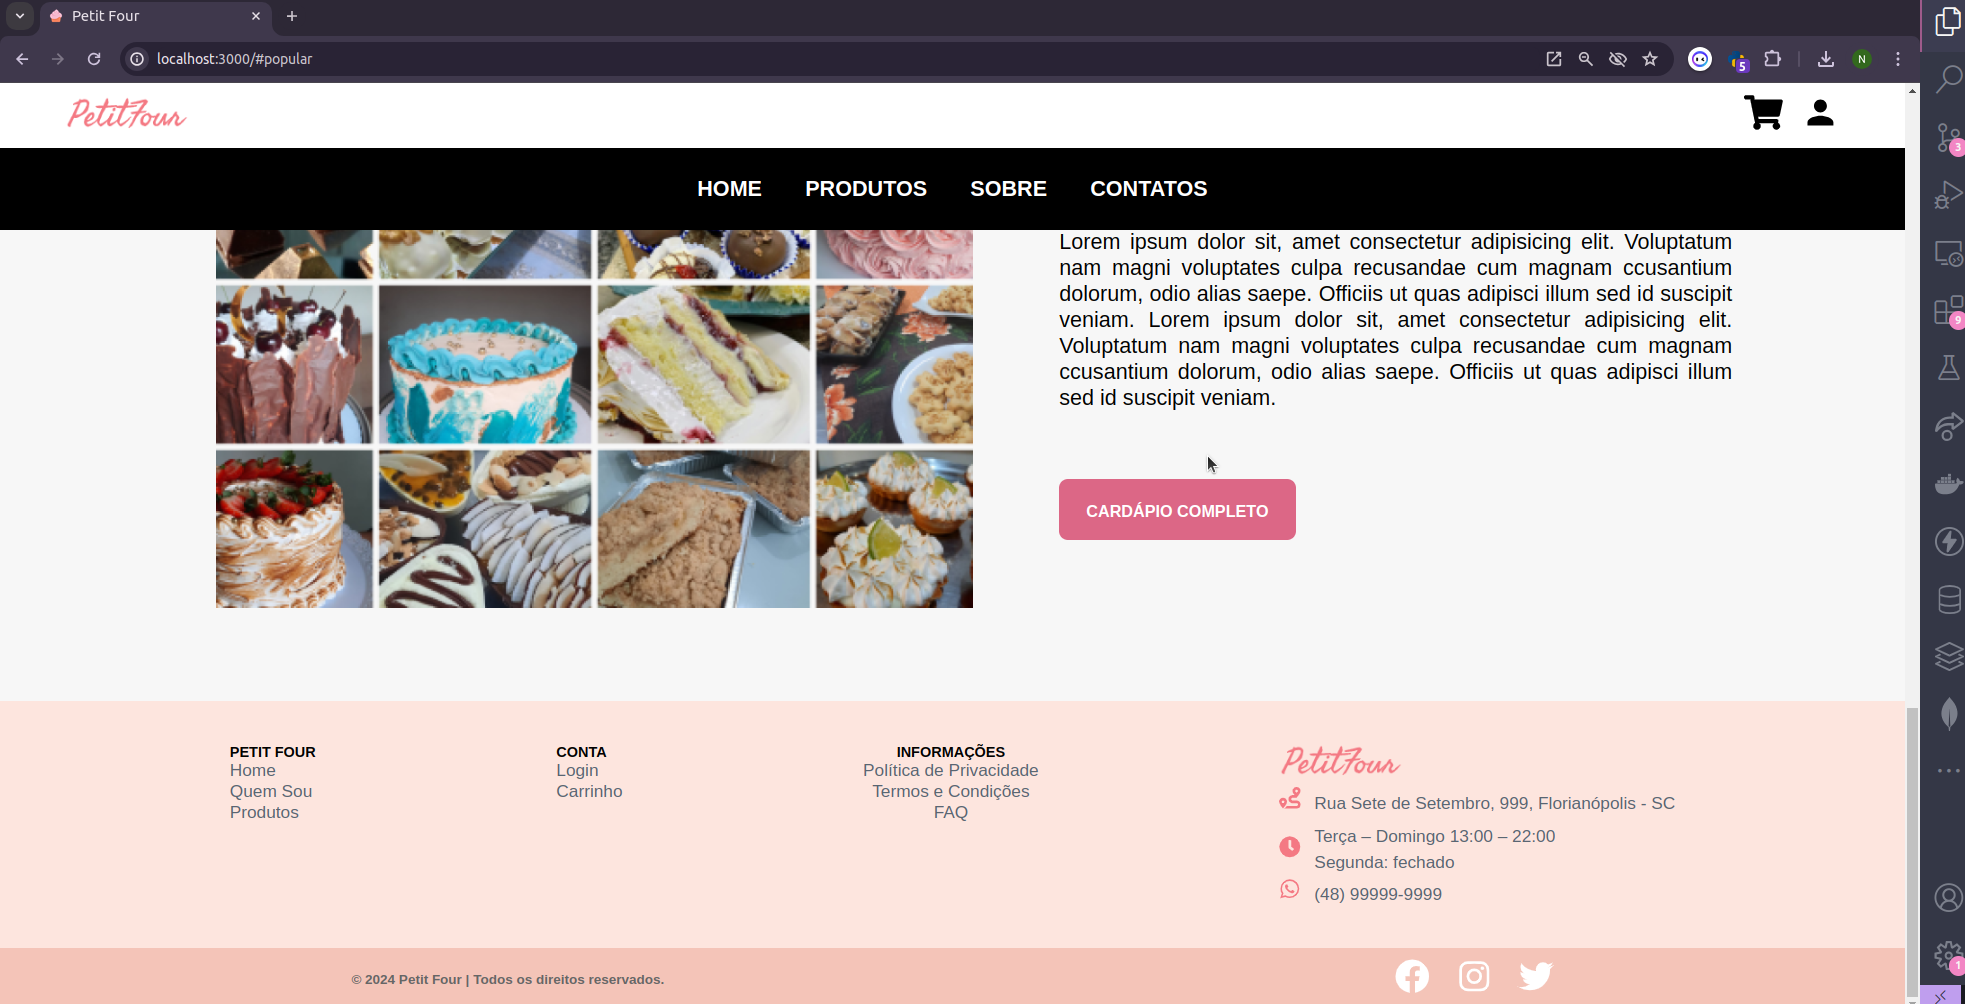 Petit Four
localhost:3000/#popular
5
N
PetitFour
HOME PRODUTOS SOBRE CONTATOS
Lorem ipsum dolor sit, amet consectetur adipisicing elit. Voluptatum
nam magni voluptates culpa recusandae cum magnam ccusantium
dolorum, odio alias saepe. Officiis ut quas adipisci illum sed id suscipit
veniam. Lorem ipsum dolor sit, amet consectetur adipisicing elit.
Voluptatum nam magni voluptates culpa recusandae cum magnam
ccusantium dolorum, odio alias saepe. Officiis ut quas adipisci illum
sed id suscipit veniam.
CARDÁPIO COMPLETO
PETIT FOUR
Home
Quem Sou
Produtos
CONTA
Login
Carrinho
INFORMAÇÕES
Política de Privacidade
Termos e Condições
FAQ
PetitFour
Rua Sete de Setembro, 999, Florianópolis - SC
Terça – Domingo 13:00 – 22:00
Segunda: fechado
(48) 99999-9999
© 2024 Petit Four | Todos os direitos reservados.
3
9
1